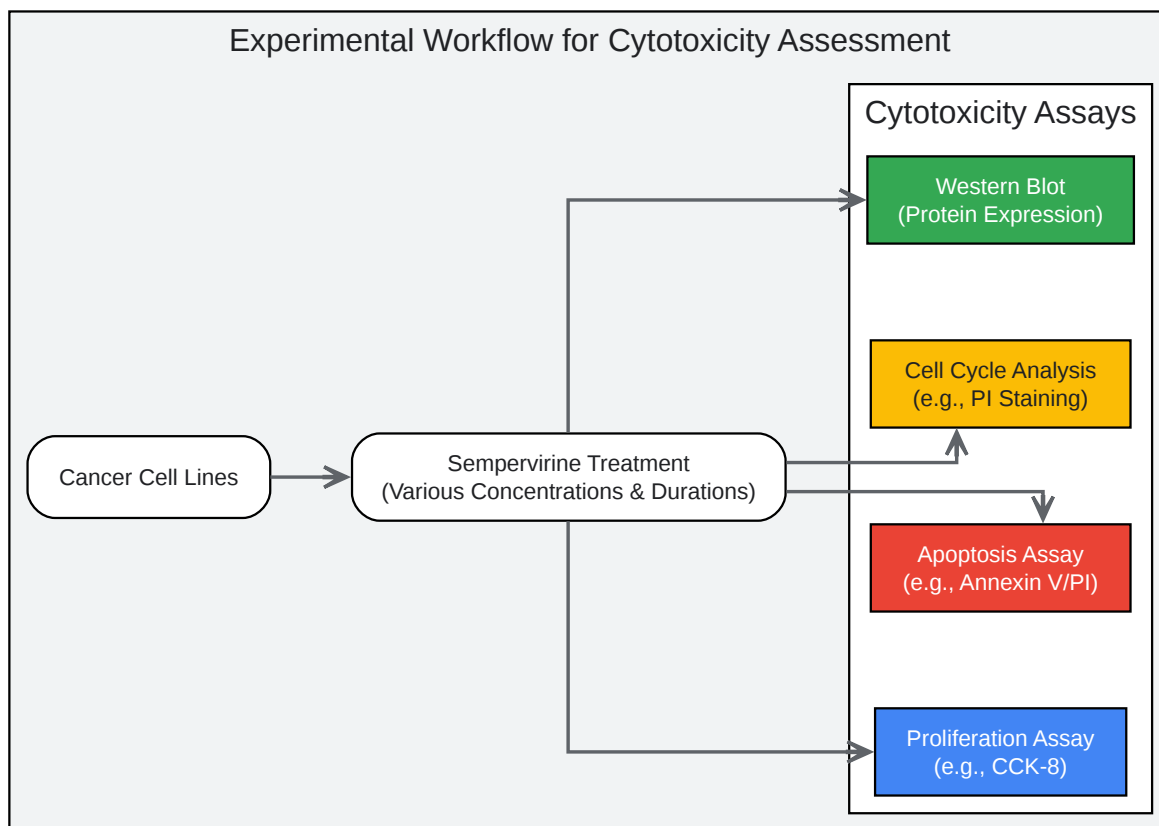 Experimental Workflow for Cytotoxicity Assessment
Cytotoxicity Assays
Western Blot
(Protein Expression)
Cell Cycle Analysis
(e.g., PI Staining)
Cancer Cell Lines
Sempervirine Treatment
(Various Concentrations & Durations)
Apoptosis Assay
(e.g., Annexin V/PI)
Proliferation Assay
(e.g., CCK-8)